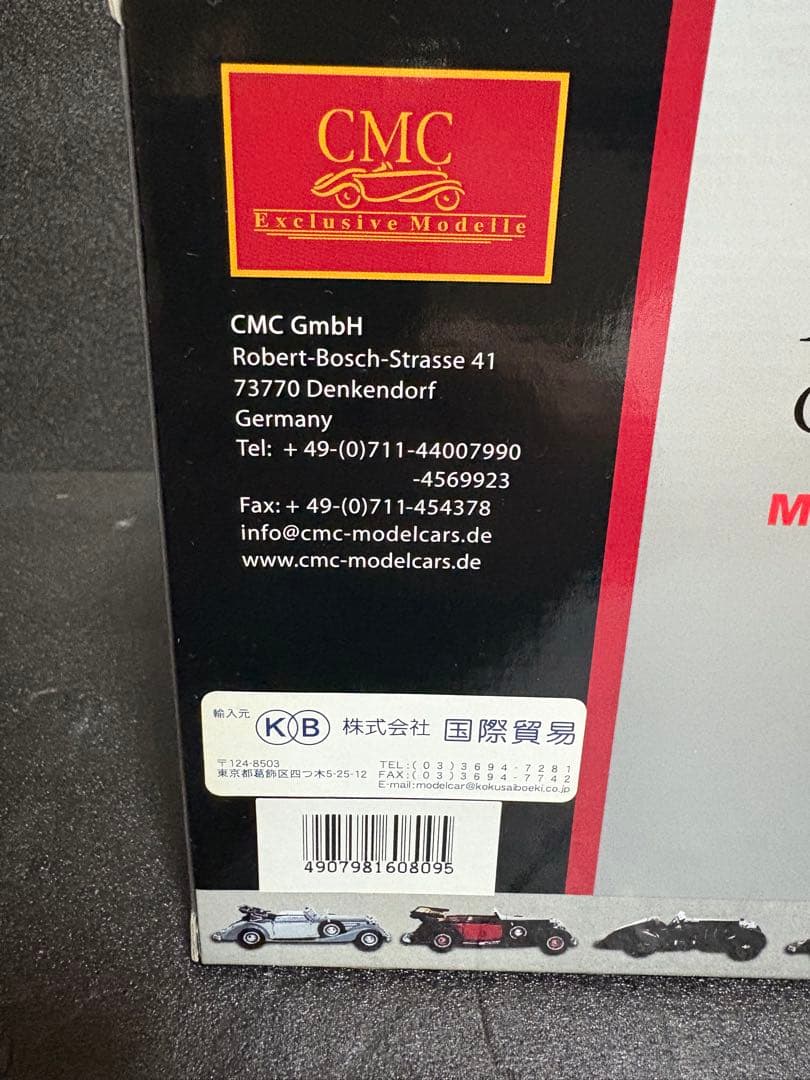 CMC
Exclusive Modelle
CMC GmbH
Robert-Bosch-Strasse 41
73770 Denkendorf
Germany
Tel: + 49-(0)711-44007990
-4569923
Fax: + 49-(0)711-454378
info@cmc-modelcars.de
www.cmc-modelcars.de
M
輸入元 KB 株式会社 国際貿易
〒124-8503
東京都葛飾区四つ木5-25-12
TEL:(03)3694-7281
FAX:(03)3694-7742
E-mail:modelcar@kokusaiboeki.co.jp
4907981608095